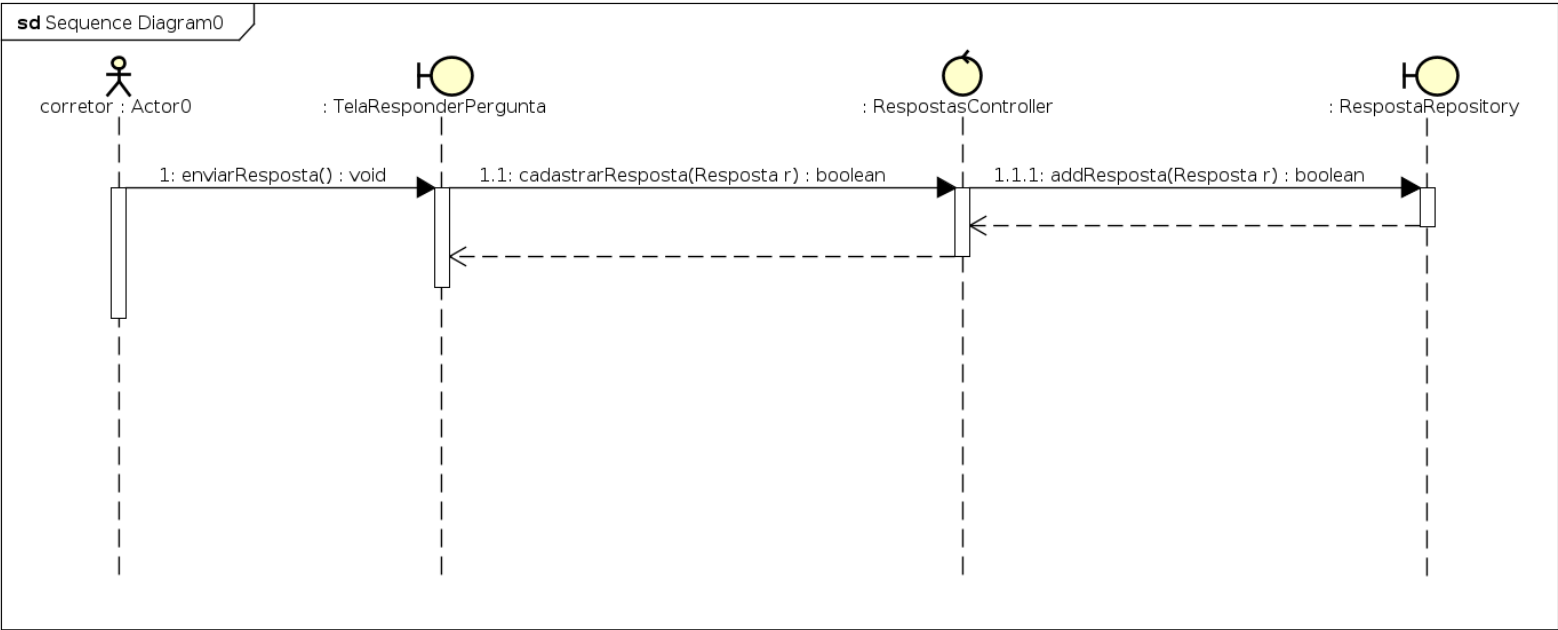 sd Sequence Diagram0
corretor : Actor0
: TelaResponderPergunta
: RespostasController
: RespostaRepository
1: enviarResposta() : void
1.1: cadastrarResposta(Resposta r) : boolean
1.1.1: addResposta(Resposta r) : boolean